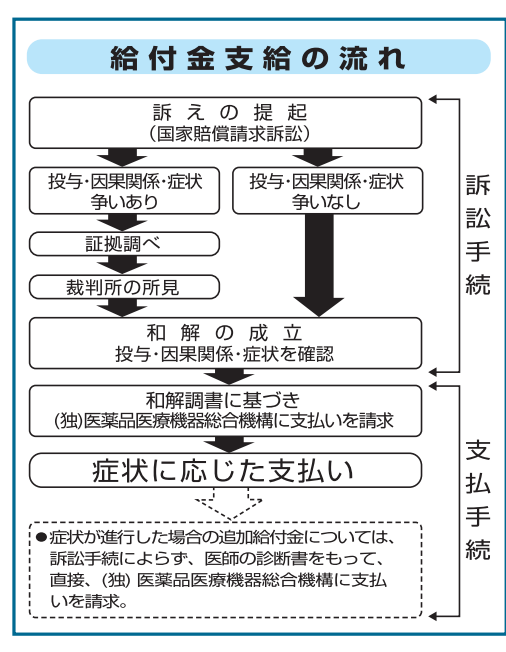 給付金支給の流れ
訴えの提起
(国家賠償請求訴訟)
投与・因果関係・症状
争いあり
投与・因果関係・症状
争いなし
証拠調べ
裁判所の所見
和解の成立
投与・因果関係・症状を確認
訴訟手続
和解調書に基づき
(独)医薬品医療機器総合機構に支払いを請求
症状に応じた支払い
●症状が進行した場合の追加給付金については、
訴訟手続によらず、医師の診断書をもって、
直接、(独) 医薬品医療機器総合機構に支払
いを請求。
支払手続